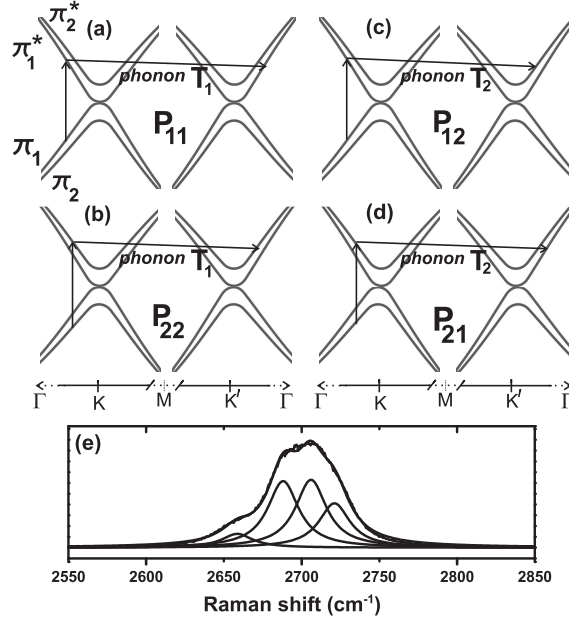 π2* (a) (c)
π1*
phonon T1 phonon T2
P11 P12
π1
π2
(b) (d)
phonon T1 phonon T2
P22 P21
Γ K M K' Γ K M K' Γ
(e)
2550 2600 2650 2700 2750 2800 2850
Raman shift (cm-1)